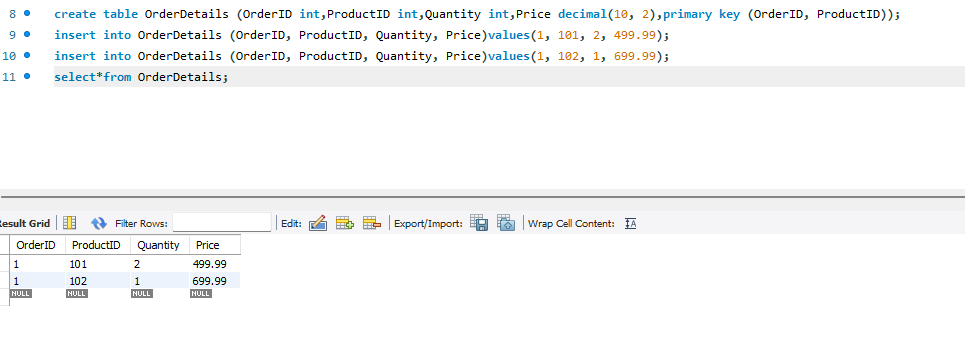 8 create table OrderDetails (OrderID int,ProductID int,Quantity int,Price decimal(10, 2),primary key (OrderID, ProductID));
9 insert into OrderDetails (OrderID, ProductID, Quantity, Price)values(1, 101, 2, 499.99);
10 insert into OrderDetails (OrderID, ProductID, Quantity, Price)values(1, 102, 1, 699.99);
11 select*from OrderDetails;
Result Grid Filter Rows: Edit: Export/Import: Wrap Cell Content: IA
OrderID ProductID Quantity Price
1 101 2 499.99
1 102 1 699.99
NULL NULL NULL NULL